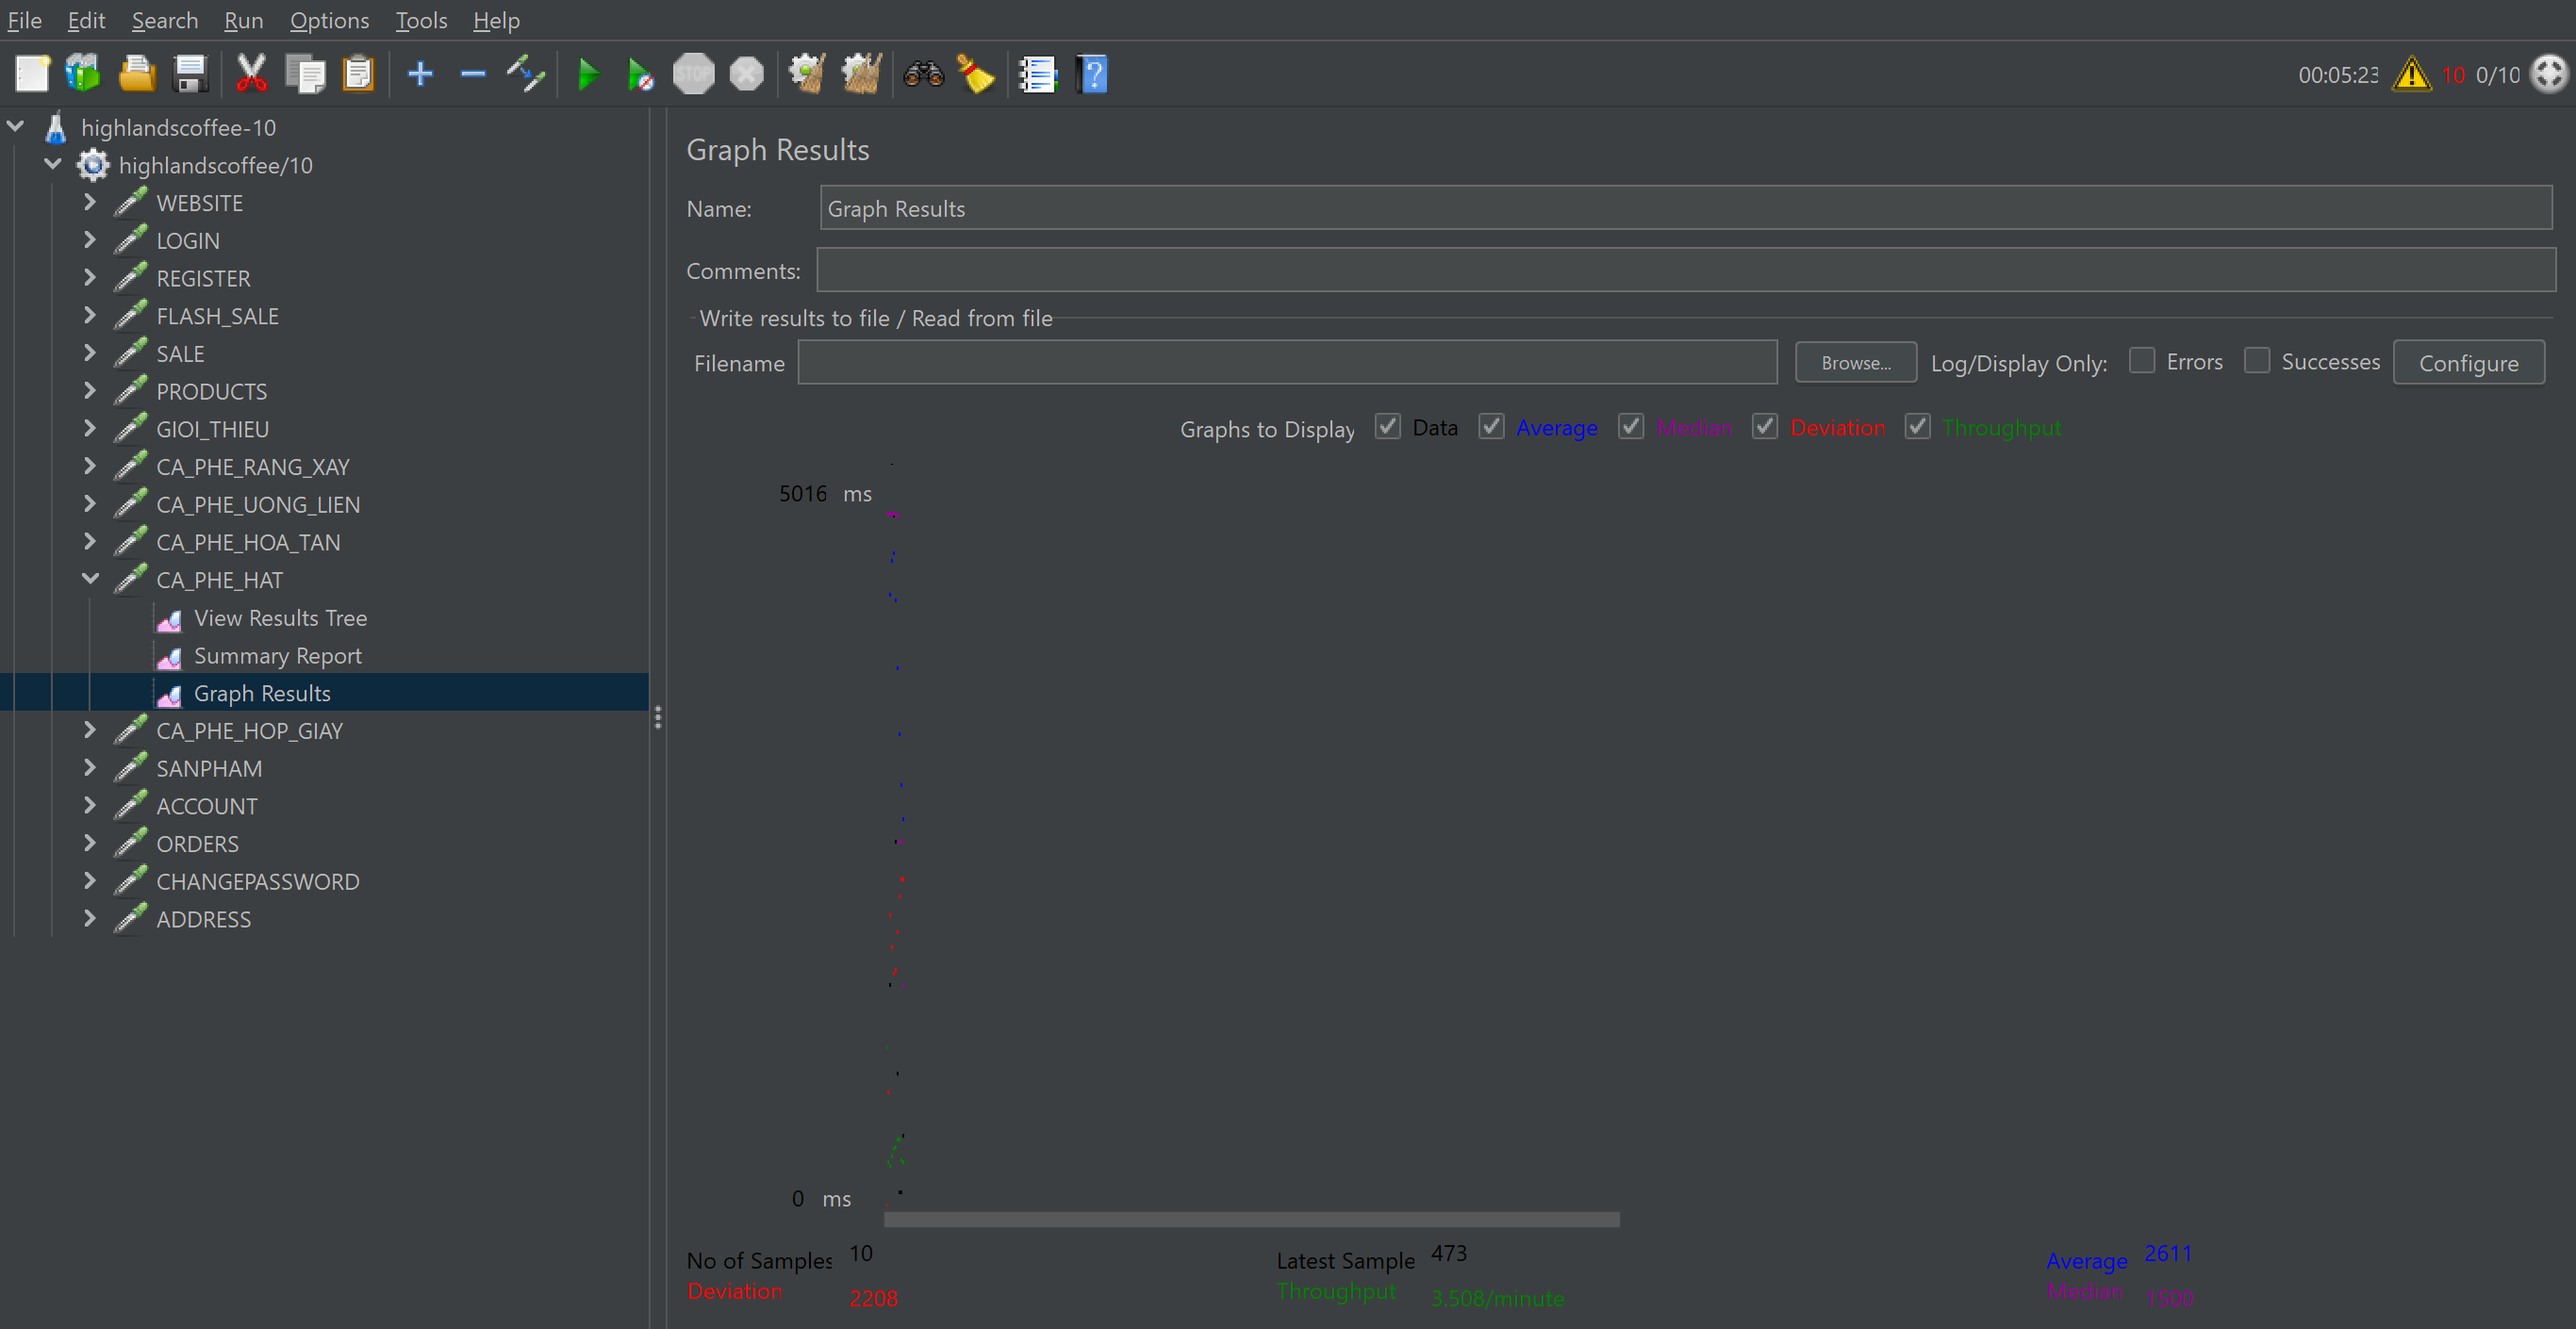 File Edit Search Run Options Tools Help
STOP
00:05:23 10 0/10
highlandscoffee-10
highlandscoffee/10
WEBSITE
LOGIN
REGISTER
FLASH_SALE
SALE
PRODUCTS
GIOI_THIEU
CA_PHE_RANG_XAY
CA_PHE_UONG_LIEN
CA_PHE_HOA_TAN
CA_PHE_HAT
View Results Tree
Summary Report
Graph Results
CA_PHE_HOP_GIAY
SANPHAM
ACCOUNT
ORDERS
CHANGEPASSWORD
ADDRESS
Graph Results
Name: Graph Results
Comments:
Write results to file / Read from file
Filename Browse... Log/Display Only: Errors Successes Configure
Graphs to Display Data Average Median Deviation Throughput
5016 ms
0 ms
No of Samples 10 Latest Sample 473 Average 2611
Deviation 2208 Throughput 3.508/minute Median 1500